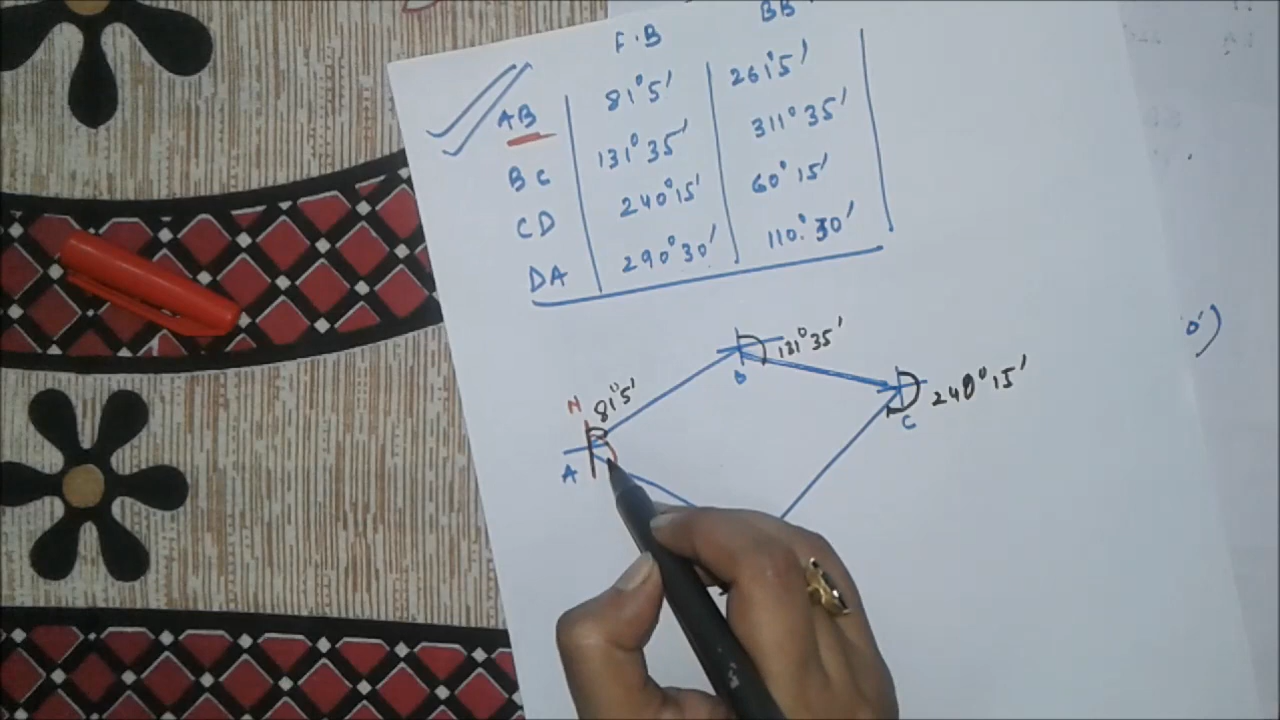 F.B BB
AB 81°5' 261°5'
BC 131°35' 311°35'
CD 240°15' 60°15'
DA 290°30' 110°30'
131°35'
B
0')
240°15'
C
N 81°5'
A